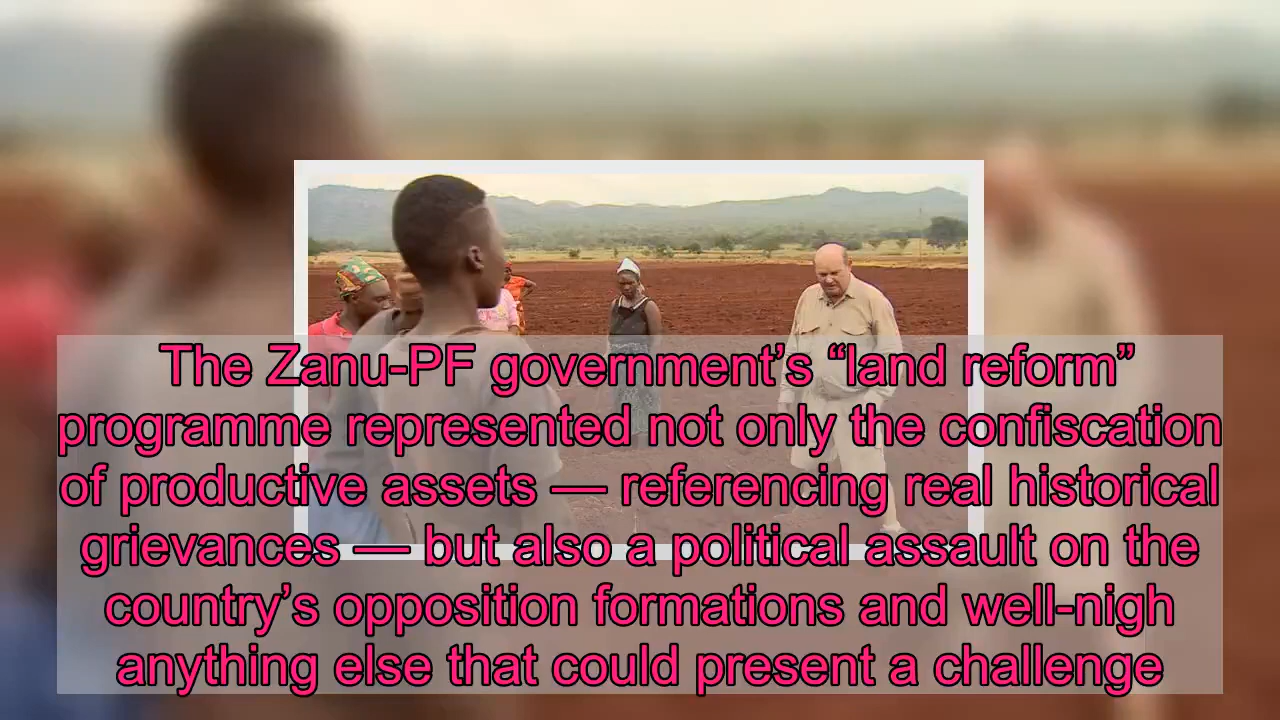 The Zanu-PF government’s “land reform”
programme represented not only the confiscation
of productive assets — referencing real historical
grievances — but also a political assault on the
country’s opposition formations and well-nigh
anything else that could present a challenge